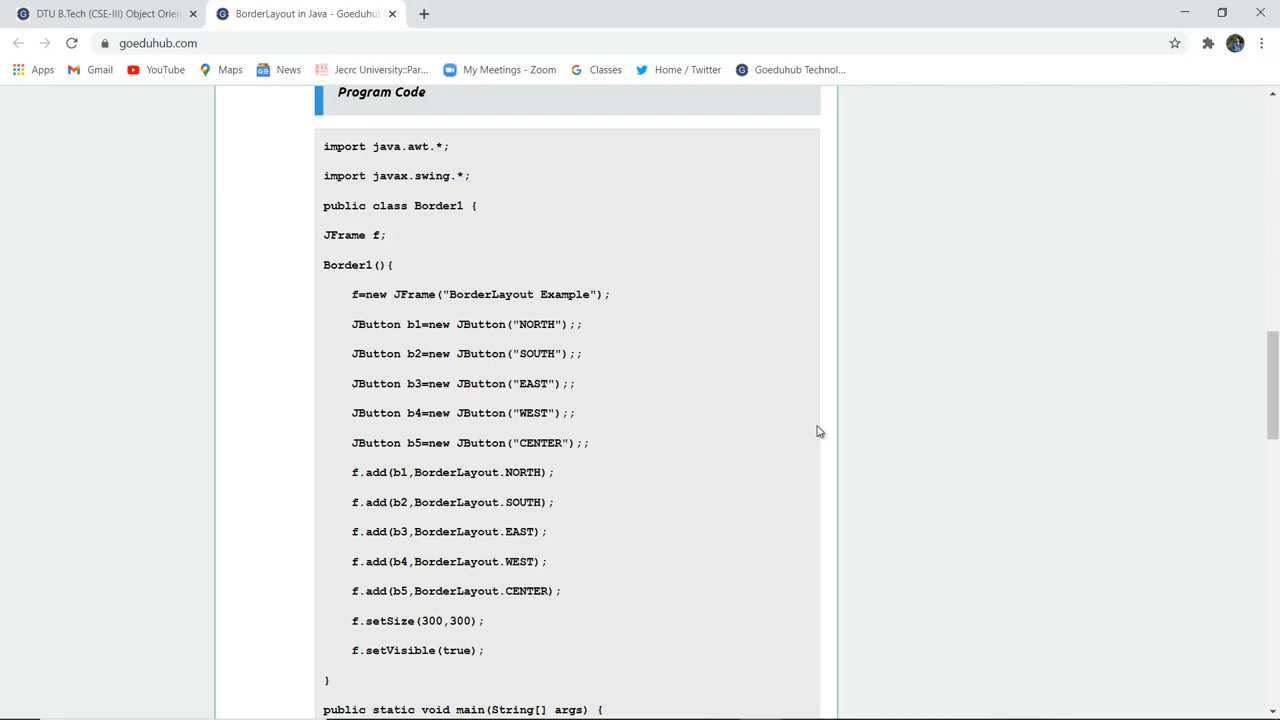 DTU B.Tech (CSE-III) Object Orien
BorderLayout in Java - Goeduhu
goeduhub.com
Apps
Gmail
YouTube
Maps
News
Jecrc University::Par...
My Meetings - Zoom
Classes
Home / Twitter
Goeduhub Technol...
Program Code
import java.awt.*;
import javax.swing.*;
public class Border1 {
JFrame f;
Border1(){
f=new JFrame("BorderLayout Example");
JButton b1=new JButton("NORTH");;
JButton b2=new JButton("SOUTH");;
JButton b3=new JButton("EAST");;
JButton b4=new JButton("WEST");;
JButton b5=new JButton("CENTER");;
f.add(b1,BorderLayout.NORTH);
f.add(b2,BorderLayout.SOUTH);
f.add(b3,BorderLayout.EAST);
f.add(b4,BorderLayout.WEST);
f.add(b5,BorderLayout.CENTER);
f.setSize(300,300);
f.setVisible(true);
}
public static void main(String[] args) {